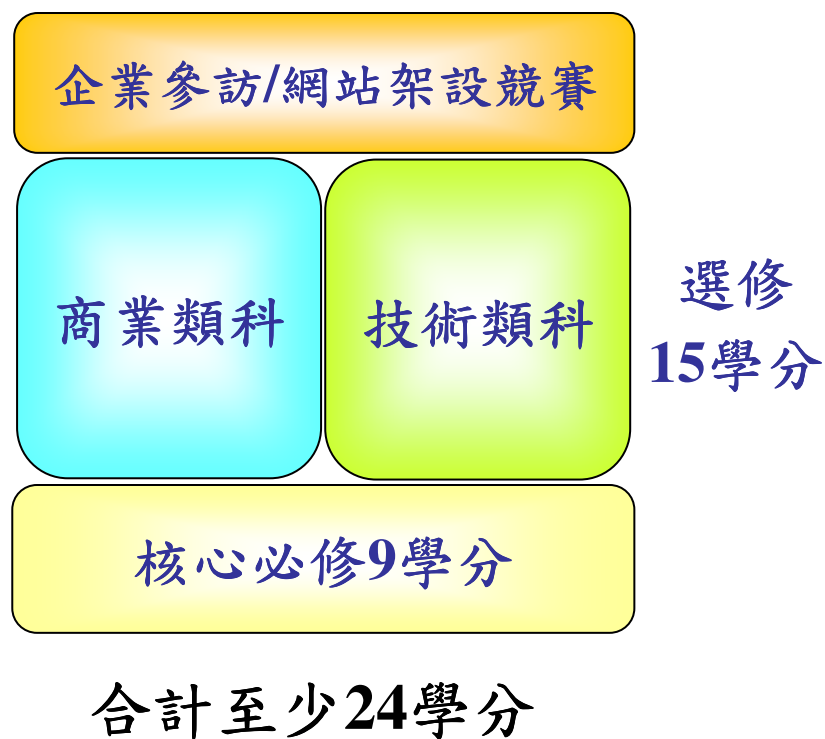 企業參訪/網站架設競賽
商業類科
技術類科
選修
15學分
核心必修9學分
合計至少24學分